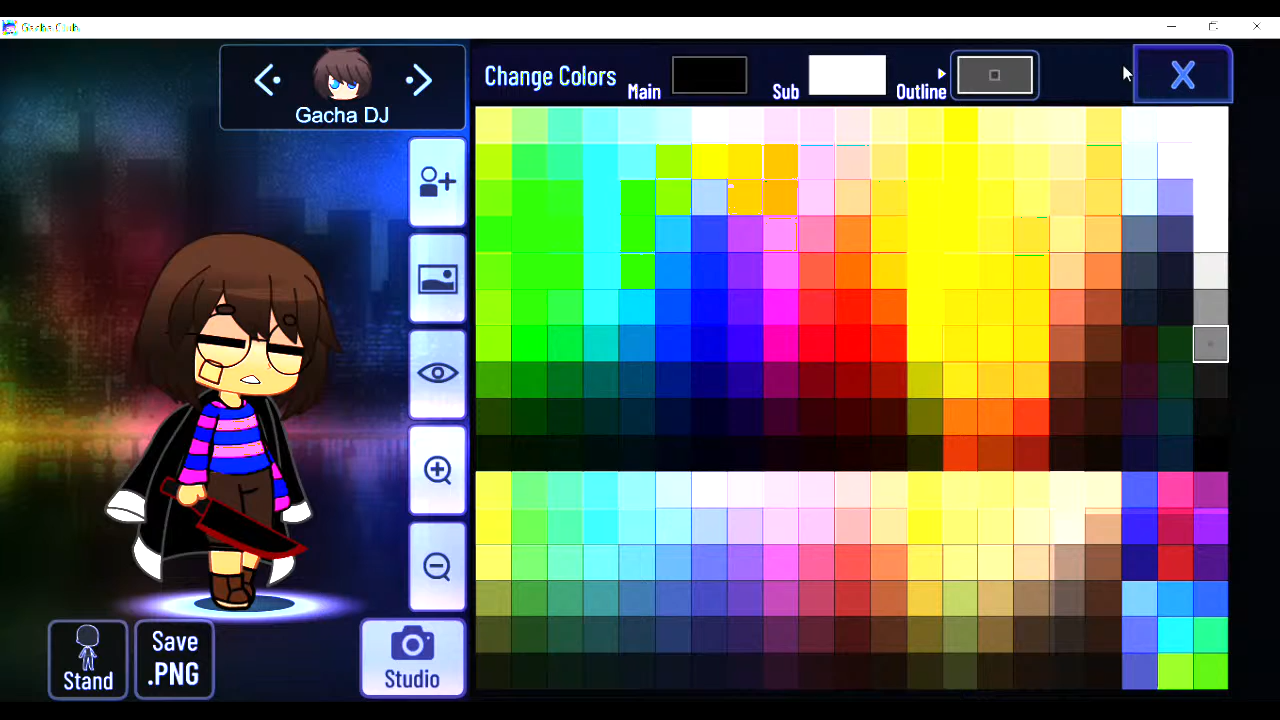 Gacha Club
Gacha DJ
Change Colors
Main
Sub
Outline
X
Stand
Save
.PNG
Studio